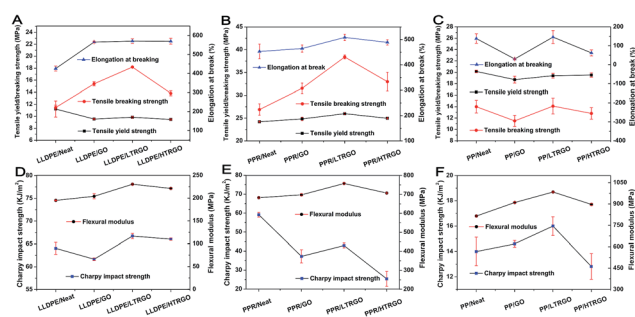 A
Tensile yield/breaking strength (MPa)
24
22
20
18
16
14
12
10
8
6
Elongation at breaking
Tensile breaking strength
Tensile yield strength
600
500
400
300
200
100
Elongation at break (%)
LLDPE/Neat
LLDPE/GO
LLDPE/LTRGO
LLDPE/HTRGO
B
Tensile yield/breaking strength (MPa)
45
40
35
30
25
20
Elongation at break
Tensile breaking strength
Tensile yield strength
600
500
400
300
200
100
Elongation at break (%)
PPR/Neat
PPR/GO
PPR/LTRGO
PPR/HTRGO
C
Tensile yield/breaking strength (MPa)
28
26
24
22
20
18
16
14
12
10
8
Elongation at breaking
Tensile yield strength
Tensile breaking strength
200
150
100
50
0
-50
-100
-150
-200
-250
-300
-350
-400
Elongation at break (%)
PP/Neat
PP/GO
PP/LTRGO
PP/HTRGO
D
Charpy impact strength (KJ/m²)
80
75
70
65
60
55
Flexural modulus
Charpy impact strength
250
200
150
100
50
0
Flexural modulus (MPa)
LLDPE/Neat
LLDPE/GO
LLDPE/LTRGO
LLDPE/HTRGO
E
Charpy impact strength (KJ/m²)
80
70
60
50
40
30
20
Flexural modulus
Charpy impact strength
800
700
600
500
400
300
200
Flexural modulus (MPa)
PPR/Neat
PPR/GO
PPR/LTRGO
PPR/HTRGO
F
Charpy impact strength (KJ/m²)
20
18
16
14
12
Flexural modulus
Charpy impact strength
1050
900
750
600
450
300
Flexural modulus (MPa)
PP/Neat
PP/GO
PP/LTRGO
PP/HTRGO